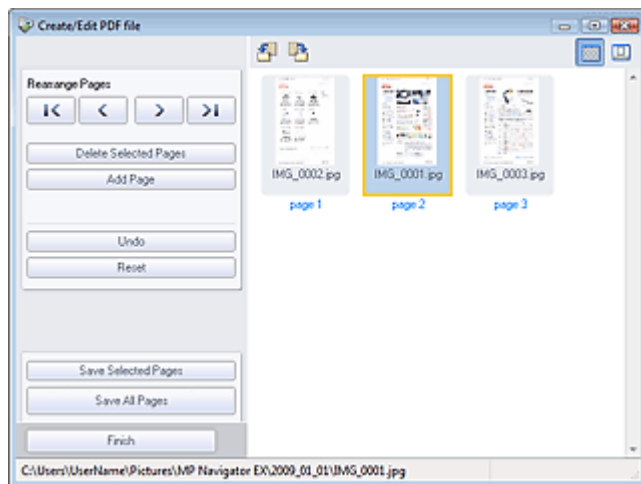 Create/Edit PDF file
Rearrange Pages
Delete Selected Pages
Add Page
Undo
Reset
Save Selected Pages
Save All Pages
Finish
IMG_0002.jpg IMG_0001.jpg IMG_0003.jpg
page 1 page 2 page 3
C:\Users\UserName\Pictures\MP Navigator EX\2009_01_01\IMG_0001.jpg